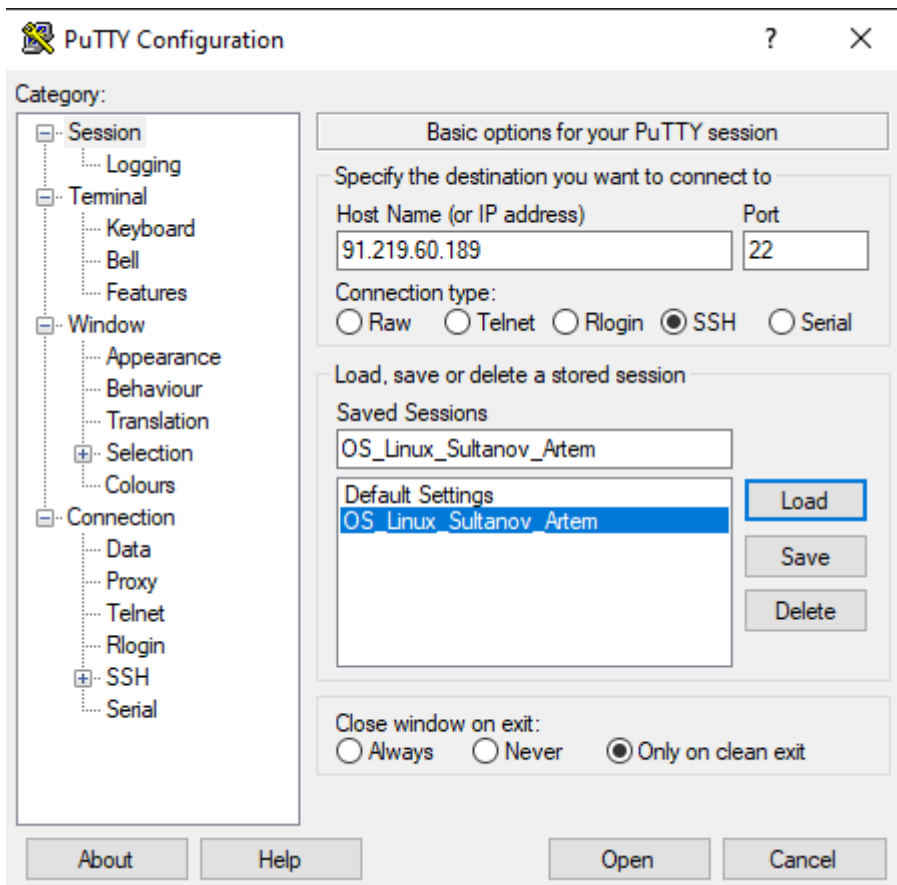 PuTTY Configuration
?
Category:
Session
Logging
Terminal
Keyboard
Bell
Features
Window
Appearance
Behaviour
Translation
Selection
Colours
Connection
Data
Proxy
Telnet
Rlogin
SSH
Serial
Basic options for your PuTTY session
Specify the destination you want to connect to
Host Name (or IP address) Port
91.219.60.189 22
Connection type:
Raw Telnet Rlogin SSH Serial
Load, save or delete a stored session
Saved Sessions
OS_Linux_Sultanov_Artem
Default Settings
OS_Linux_Sultanov_Artem
Load
Save
Delete
Close window on exit:
Always Never Only on clean exit
About Help Open Cancel